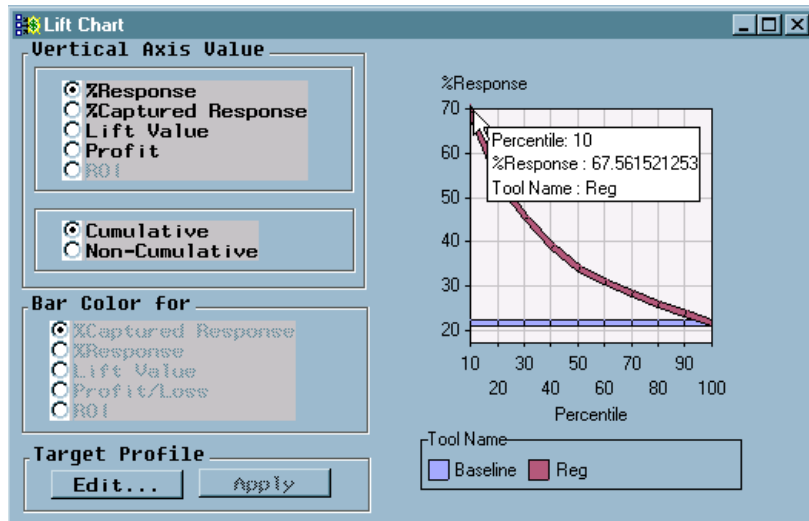 Lift Chart
Vertical Axis Value
%Response
%Captured Response
Lift Value
Profit
ROI
Cumulative
Non-Cumulative
Bar Color for
%Captured Response
%Response
Lift Value
Profit/Loss
ROI
Target Profile
Edit...
Apply
%Response
70
60
50
40
30
20
Percentile: 10
%Response : 67.561521253
Tool Name : Reg
10 30 50 70 90
20 40 60 80 100
Percentile
Tool Name
Baseline Reg